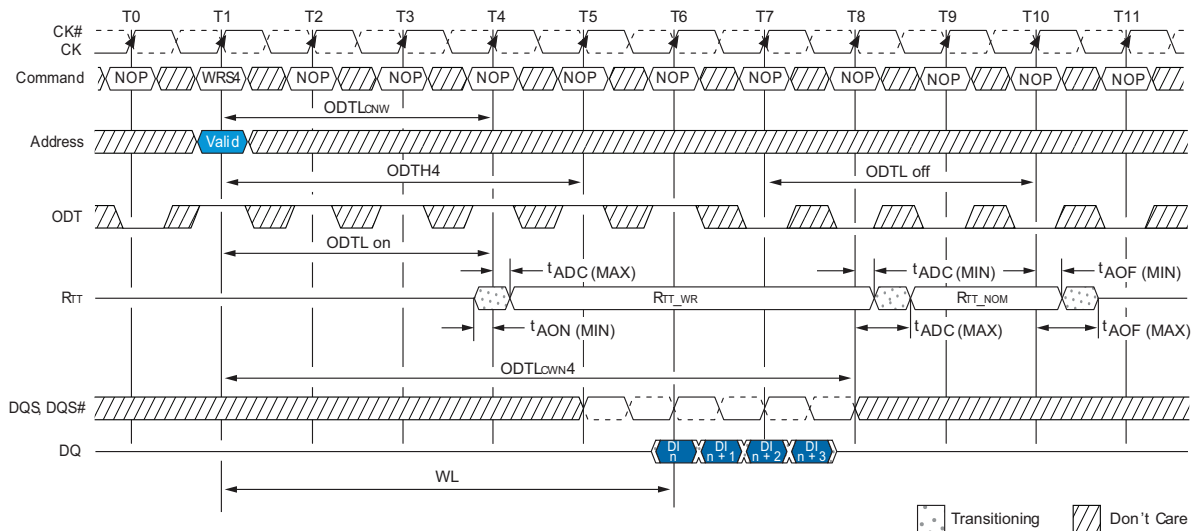 T0 T1 T2 T3 T4 T5 T6 T7 T8 T9 T10 T11
CK#
CK
Command NOP WRS4 NOP NOP NOP NOP NOP NOP NOP NOP NOP NOP
ODTLCNW
Address Valid
ODTH4 ODTL off
ODT
ODTL on
tADC (MAX) tADC (MIN) tAOF (MIN)
RTT RTT_WR RTT_NOM
tAON (MIN) tADC (MAX) tAOF (MAX)
ODTLCWN4
DQS, DQS#
DQ DI n DI n + 1 DI n + 2 DI n + 3
WL
Transitioning Don't Care